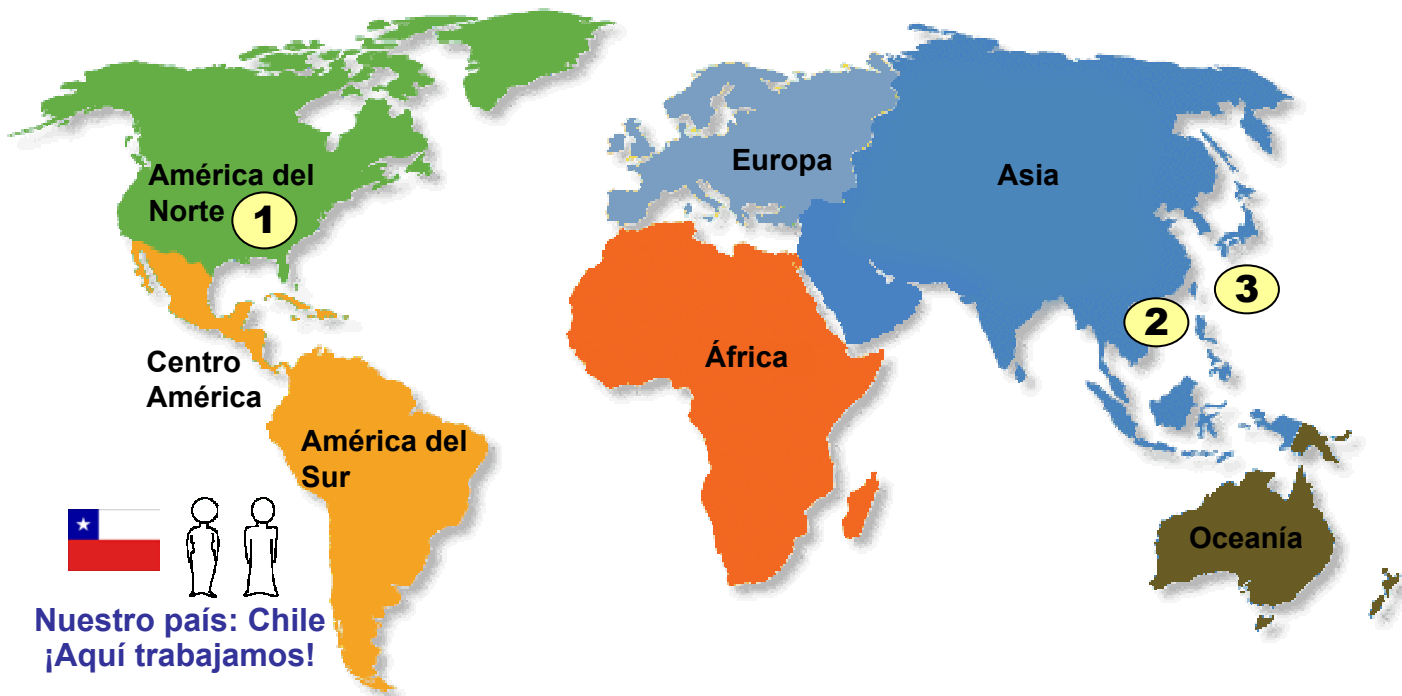 América del
Norte
1
Europa
Asia
3
2
Centro
América
África
América del
Sur
Oceanía
Nuestro país: Chile
¡Aquí trabajamos!